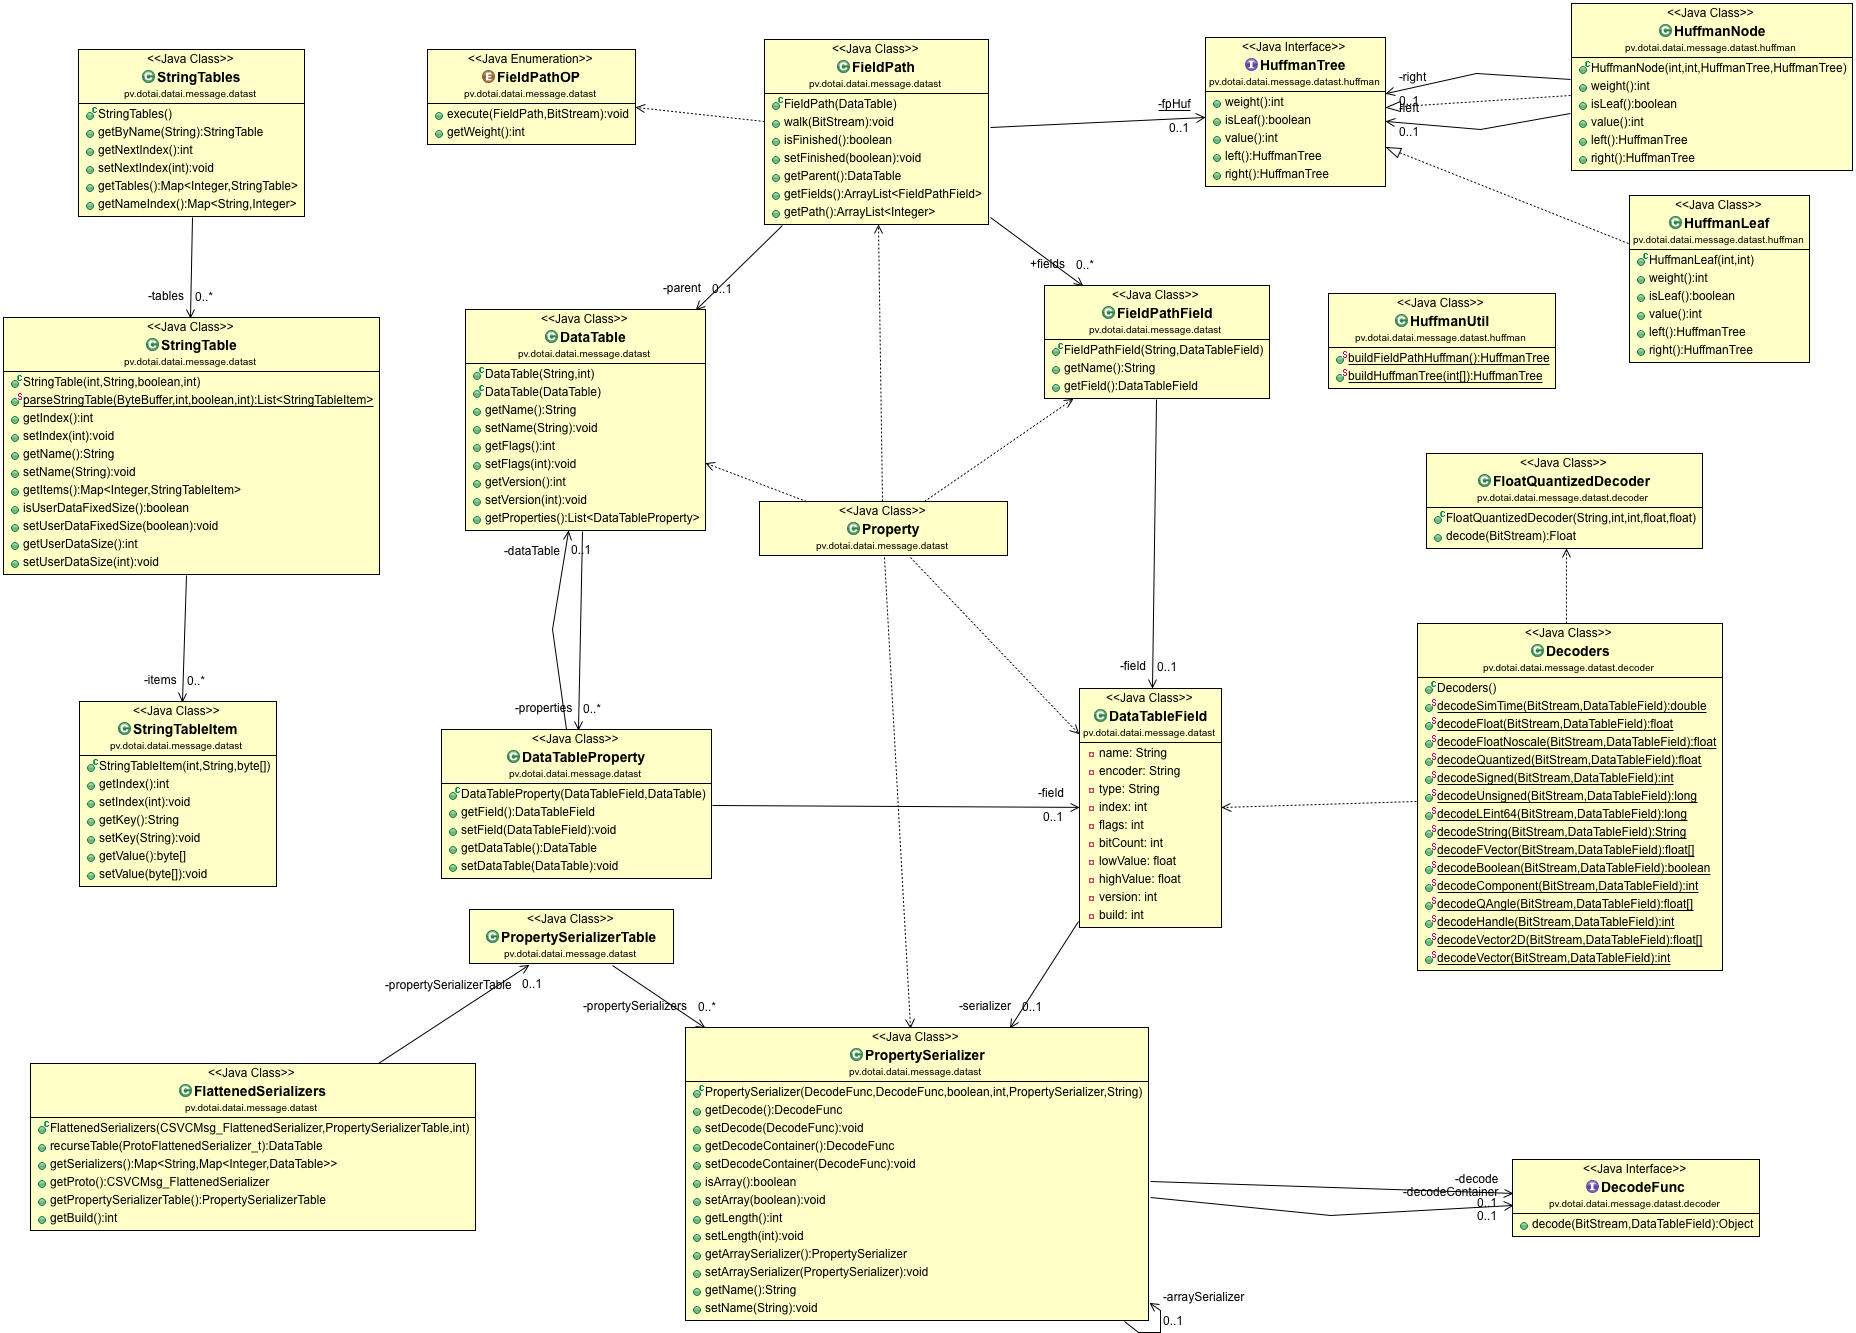 <<Java Class>>
StringTables
pv.dotai.datai.message.datast
StringTables()
getByName(String):StringTable
getNextIndex():int
setNextIndex(int):void
getTables():Map<Integer,StringTable>
getNameIndex():Map<String,Integer>
-tables
0..*
<<Java Class>>
StringTable
pv.dotai.datai.message.datast
StringTable(int,String,boolean,int)
parseStringTable(ByteBuffer,int,boolean,int):List<StringTableItem>
getIndex():int
setIndex(int):void
getName():String
setName(String):void
getItems():Map<Integer,StringTableItem>
isUserDataFixedSize():boolean
setUserDataFixedSize(boolean):void
getUserDataSize():int
setUserDataSize(int):void
-items
0..*
<<Java Class>>
StringTableItem
pv.dotai.datai.message.datast
StringTableItem(int,String,byte[])
getIndex():int
setIndex(int):void
getKey():String
setKey(String):void
getValue():byte[]
setValue(byte[]):void
<<Java Enumeration>>
FieldPathOP
pv.dotai.datai.message.datast
execute(FieldPath,BitStream):void
getWeight():int
<<Java Class>>
FieldPath
pv.dotai.datai.message.datast
FieldPath(DataTable)
walk(BitStream):void
isFinished():boolean
setFinished(boolean):void
getParent():DataTable
getFields():ArrayList<FieldPathField>
getPath():ArrayList<Integer>
-fpHuf
0..1
<<Java Interface>>
HuffmanTree
pv.dotai.datai.message.datast.huffman
weight():int
isLeaf():boolean
value():int
left():HuffmanTree
right():HuffmanTree
-right
0..1
-left
0..1
<<Java Class>>
HuffmanNode
pv.dotai.datai.message.datast.huffman
HuffmanNode(int,int,HuffmanTree,HuffmanTree)
weight():int
isLeaf():boolean
value():int
left():HuffmanTree
right():HuffmanTree
<<Java Class>>
HuffmanLeaf
pv.dotai.datai.message.datast.huffman
HuffmanLeaf(int,int)
weight():int
isLeaf():boolean
value():int
left():HuffmanTree
right():HuffmanTree
<<Java Class>>
HuffmanUtil
pv.dotai.datai.message.datast.huffman
buildFieldPathHuffman():HuffmanTree
buildHuffmanTree(int[]):HuffmanTree
-parent
0..1
+fields
0..*
<<Java Class>>
DataTable
pv.dotai.datai.message.datast
DataTable(String,int)
DataTable(DataTable)
getName():String
setName(String):void
getFlags():int
setFlags(int):void
getVersion():int
setVersion(int):void
getProperties():List<DataTableProperty>
-dataTable
0..1
<<Java Class>>
FieldPathField
pv.dotai.datai.message.datast
FieldPathField(String,DataTableField)
getName():String
getField():DataTableField
<<Java Class>>
Property
pv.dotai.datai.message.datast
<<Java Class>>
FloatQuantizedDecoder
pv.dotai.datai.message.datast.decoder
FloatQuantizedDecoder(String,int,int,float,float)
decode(BitStream):Float
-properties
0..*
<<Java Class>>
DataTableProperty
pv.dotai.datai.message.datast
DataTableProperty(DataTableField,DataTable)
getField():DataTableField
setField(DataTableField):void
getDataTable():DataTable
setDataTable(DataTable):void
-field
0..1
-field
0..1
<<Java Class>>
DataTableField
pv.dotai.datai.message.datast
name: String
encoder: String
type: String
index: int
flags: int
bitCount: int
lowValue: float
highValue: float
version: int
build: int
<<Java Class>>
Decoders
pv.dotai.datai.message.datast.decoder
Decoders()
decodeSimTime(BitStream,DataTableField):double
decodeFloat(BitStream,DataTableField):float
decodeFloatNoscale(BitStream,DataTableField):float
decodeQuantized(BitStream,DataTableField):float
decodeSigned(BitStream,DataTableField):int
decodeUnsigned(BitStream,DataTableField):long
decodeLEint64(BitStream,DataTableField):long
decodeString(BitStream,DataTableField):String
decodeFVector(BitStream,DataTableField):float[]
decodeBoolean(BitStream,DataTableField):boolean
decodeComponent(BitStream,DataTableField):int
decodeQAngle(BitStream,DataTableField):float[]
decodeHandle(BitStream,DataTableField):int
decodeVector2D(BitStream,DataTableField):float[]
decodeVector(BitStream,DataTableField):int
<<Java Class>>
PropertySerializerTable
pv.dotai.datai.message.datast
-propertySerializerTable
0..1
-propertySerializers
0..*
-serializer
0..1
<<Java Class>>
FlattenedSerializers
pv.dotai.datai.message.datast
FlattenedSerializers(CSVCMsg_FlattenedSerializer,PropertySerializerTable,int)
recurseTable(ProtoFlattenedSerializer_t):DataTable
getSerializers():Map<String,Map<Integer,DataTable>>
getProto():CSVCMsg_FlattenedSerializer
getPropertySerializerTable():PropertySerializerTable
getBuild():int
<<Java Class>>
PropertySerializer
pv.dotai.datai.message.datast
PropertySerializer(DecodeFunc,DecodeFunc,boolean,int,PropertySerializer,String)
getDecode():DecodeFunc
setDecode(DecodeFunc):void
getDecodeContainer():DecodeFunc
setDecodeContainer(DecodeFunc):void
isArray():boolean
setArray(boolean):void
getLength():int
setLength(int):void
getArraySerializer():PropertySerializer
setArraySerializer(PropertySerializer):void
getName():String
setName(String):void
-decode
-decodeContainer
0..1
0..1
<<Java Interface>>
DecodeFunc
pv.dotai.datai.message.datast.decoder
decode(BitStream,DataTableField):Object
-arraySerializer
0..1